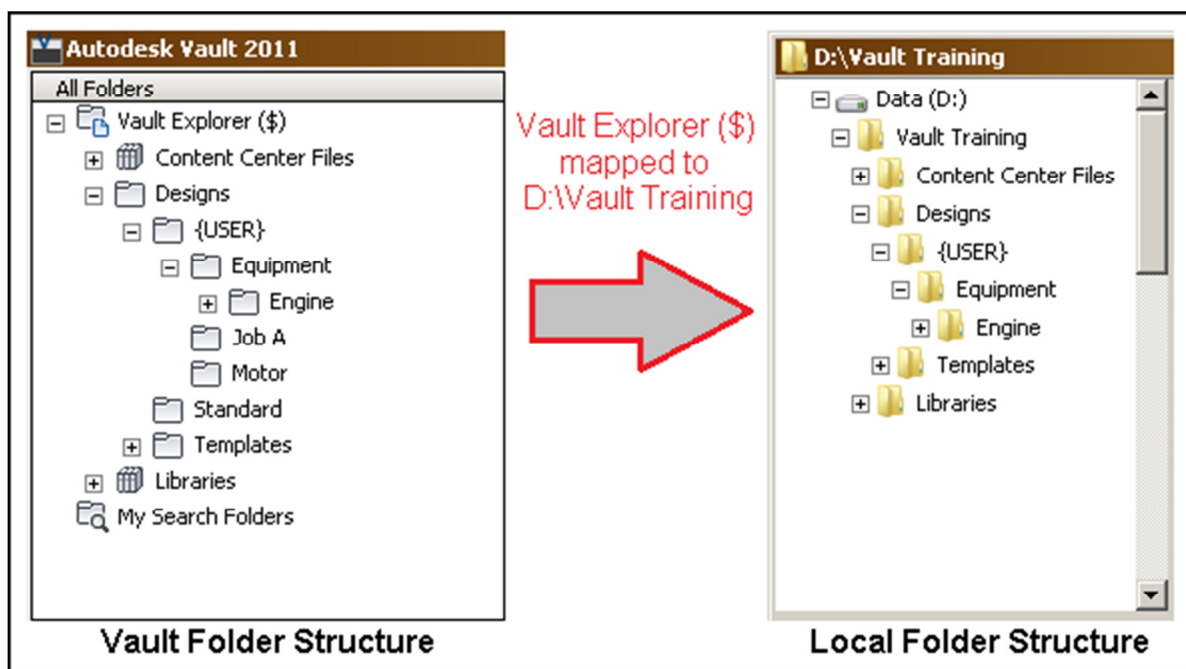 Autodesk Vault 2011
All Folders
Vault Explorer ($)
Content Center Files
Designs
{USER}
Equipment
Engine
Job A
Motor
Standard
Templates
Libraries
My Search Folders
Vault Folder Structure
Vault Explorer ($)
mapped to
D:\Vault Training
D:\Vault Training
Data (D:)
Vault Training
Content Center Files
Designs
{USER}
Equipment
Engine
Templates
Libraries
Local Folder Structure